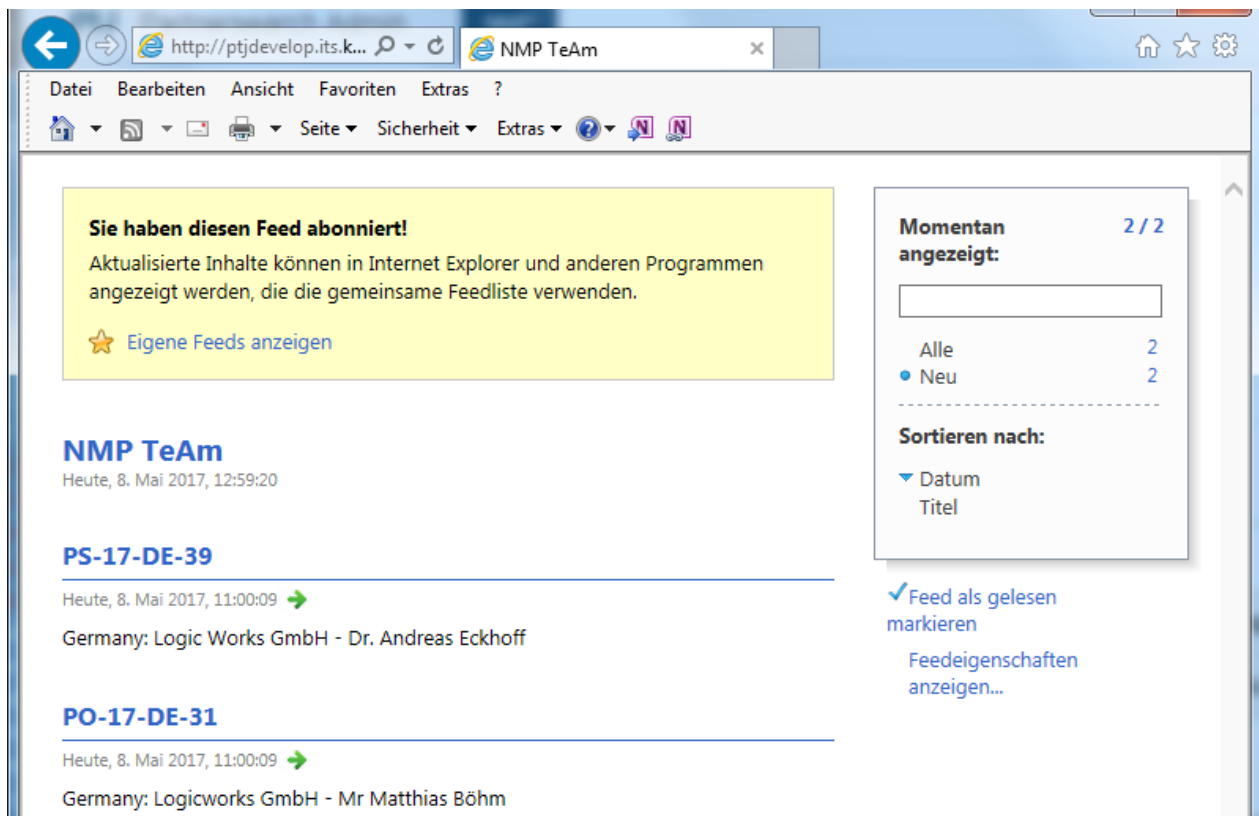 http://ptjdevelop.its.k...
NMP TeAm
Datei Bearbeiten Ansicht Favoriten Extras ?
Seite Sicherheit Extras
Sie haben diesen Feed abonniert!
Aktualisierte Inhalte können in Internet Explorer und anderen Programmen
angezeigt werden, die die gemeinsame Feedliste verwenden.
Eigene Feeds anzeigen
NMP TeAm
Heute, 8. Mai 2017, 12:59:20
PS-17-DE-39
Heute, 8. Mai 2017, 11:00:09
Germany: Logic Works GmbH - Dr. Andreas Eckhoff
PO-17-DE-31
Heute, 8. Mai 2017, 11:00:09
Germany: Logicworks GmbH - Mr Matthias Böhm
Momentan 2 / 2
angezeigt:
Alle 2
Neu 2
Sortieren nach:
Datum
Titel
Feed als gelesen
markieren
Feedeigenschaften
anzeigen...